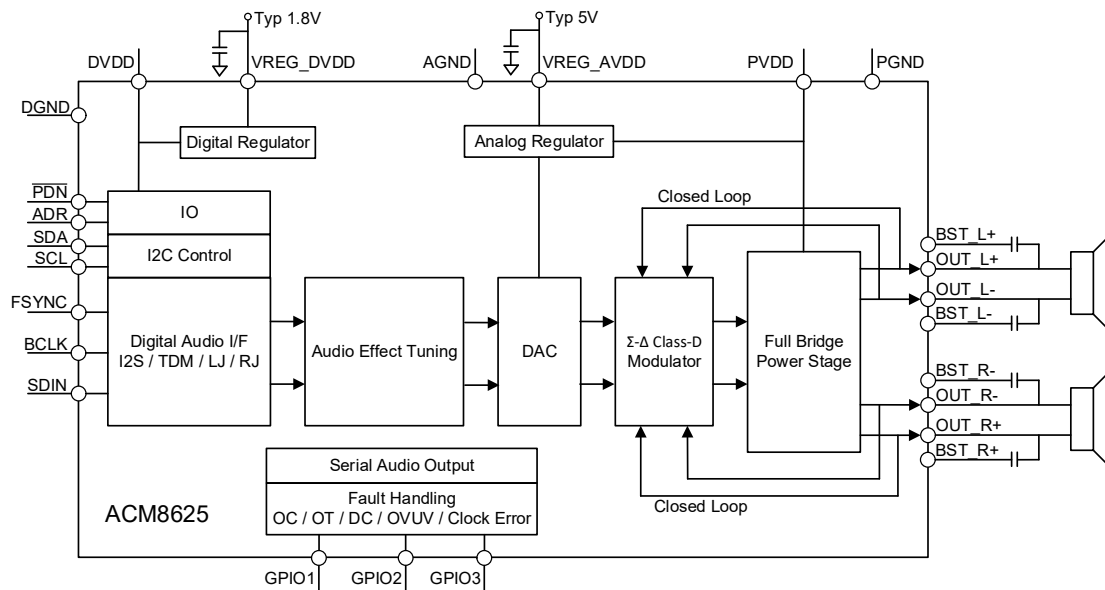 Typ 1.8V
Typ 5V
DVDD
VREG_DVDD
AGND
VREG_AVDD
PVDD
PGND
DGND
Digital Regulator
Analog Regulator
PDN
ADR
SDA
SCL
FSYNC
BCLK
SDIN
IO
I2C Control
Digital Audio I/F
I2S / TDM / LJ / RJ
Audio Effect Tuning
DAC
Closed Loop
Σ-Δ Class-D
Modulator
Full Bridge
Power Stage
BST_L+
OUT_L+
OUT_L-
BST_L-
BST_R-
OUT_R-
OUT_R+
BST_R+
Closed Loop
Serial Audio Output
Fault Handling
OC / OT / DC / OVUV / Clock Error
ACM8625
GPIO1
GPIO2
GPIO3